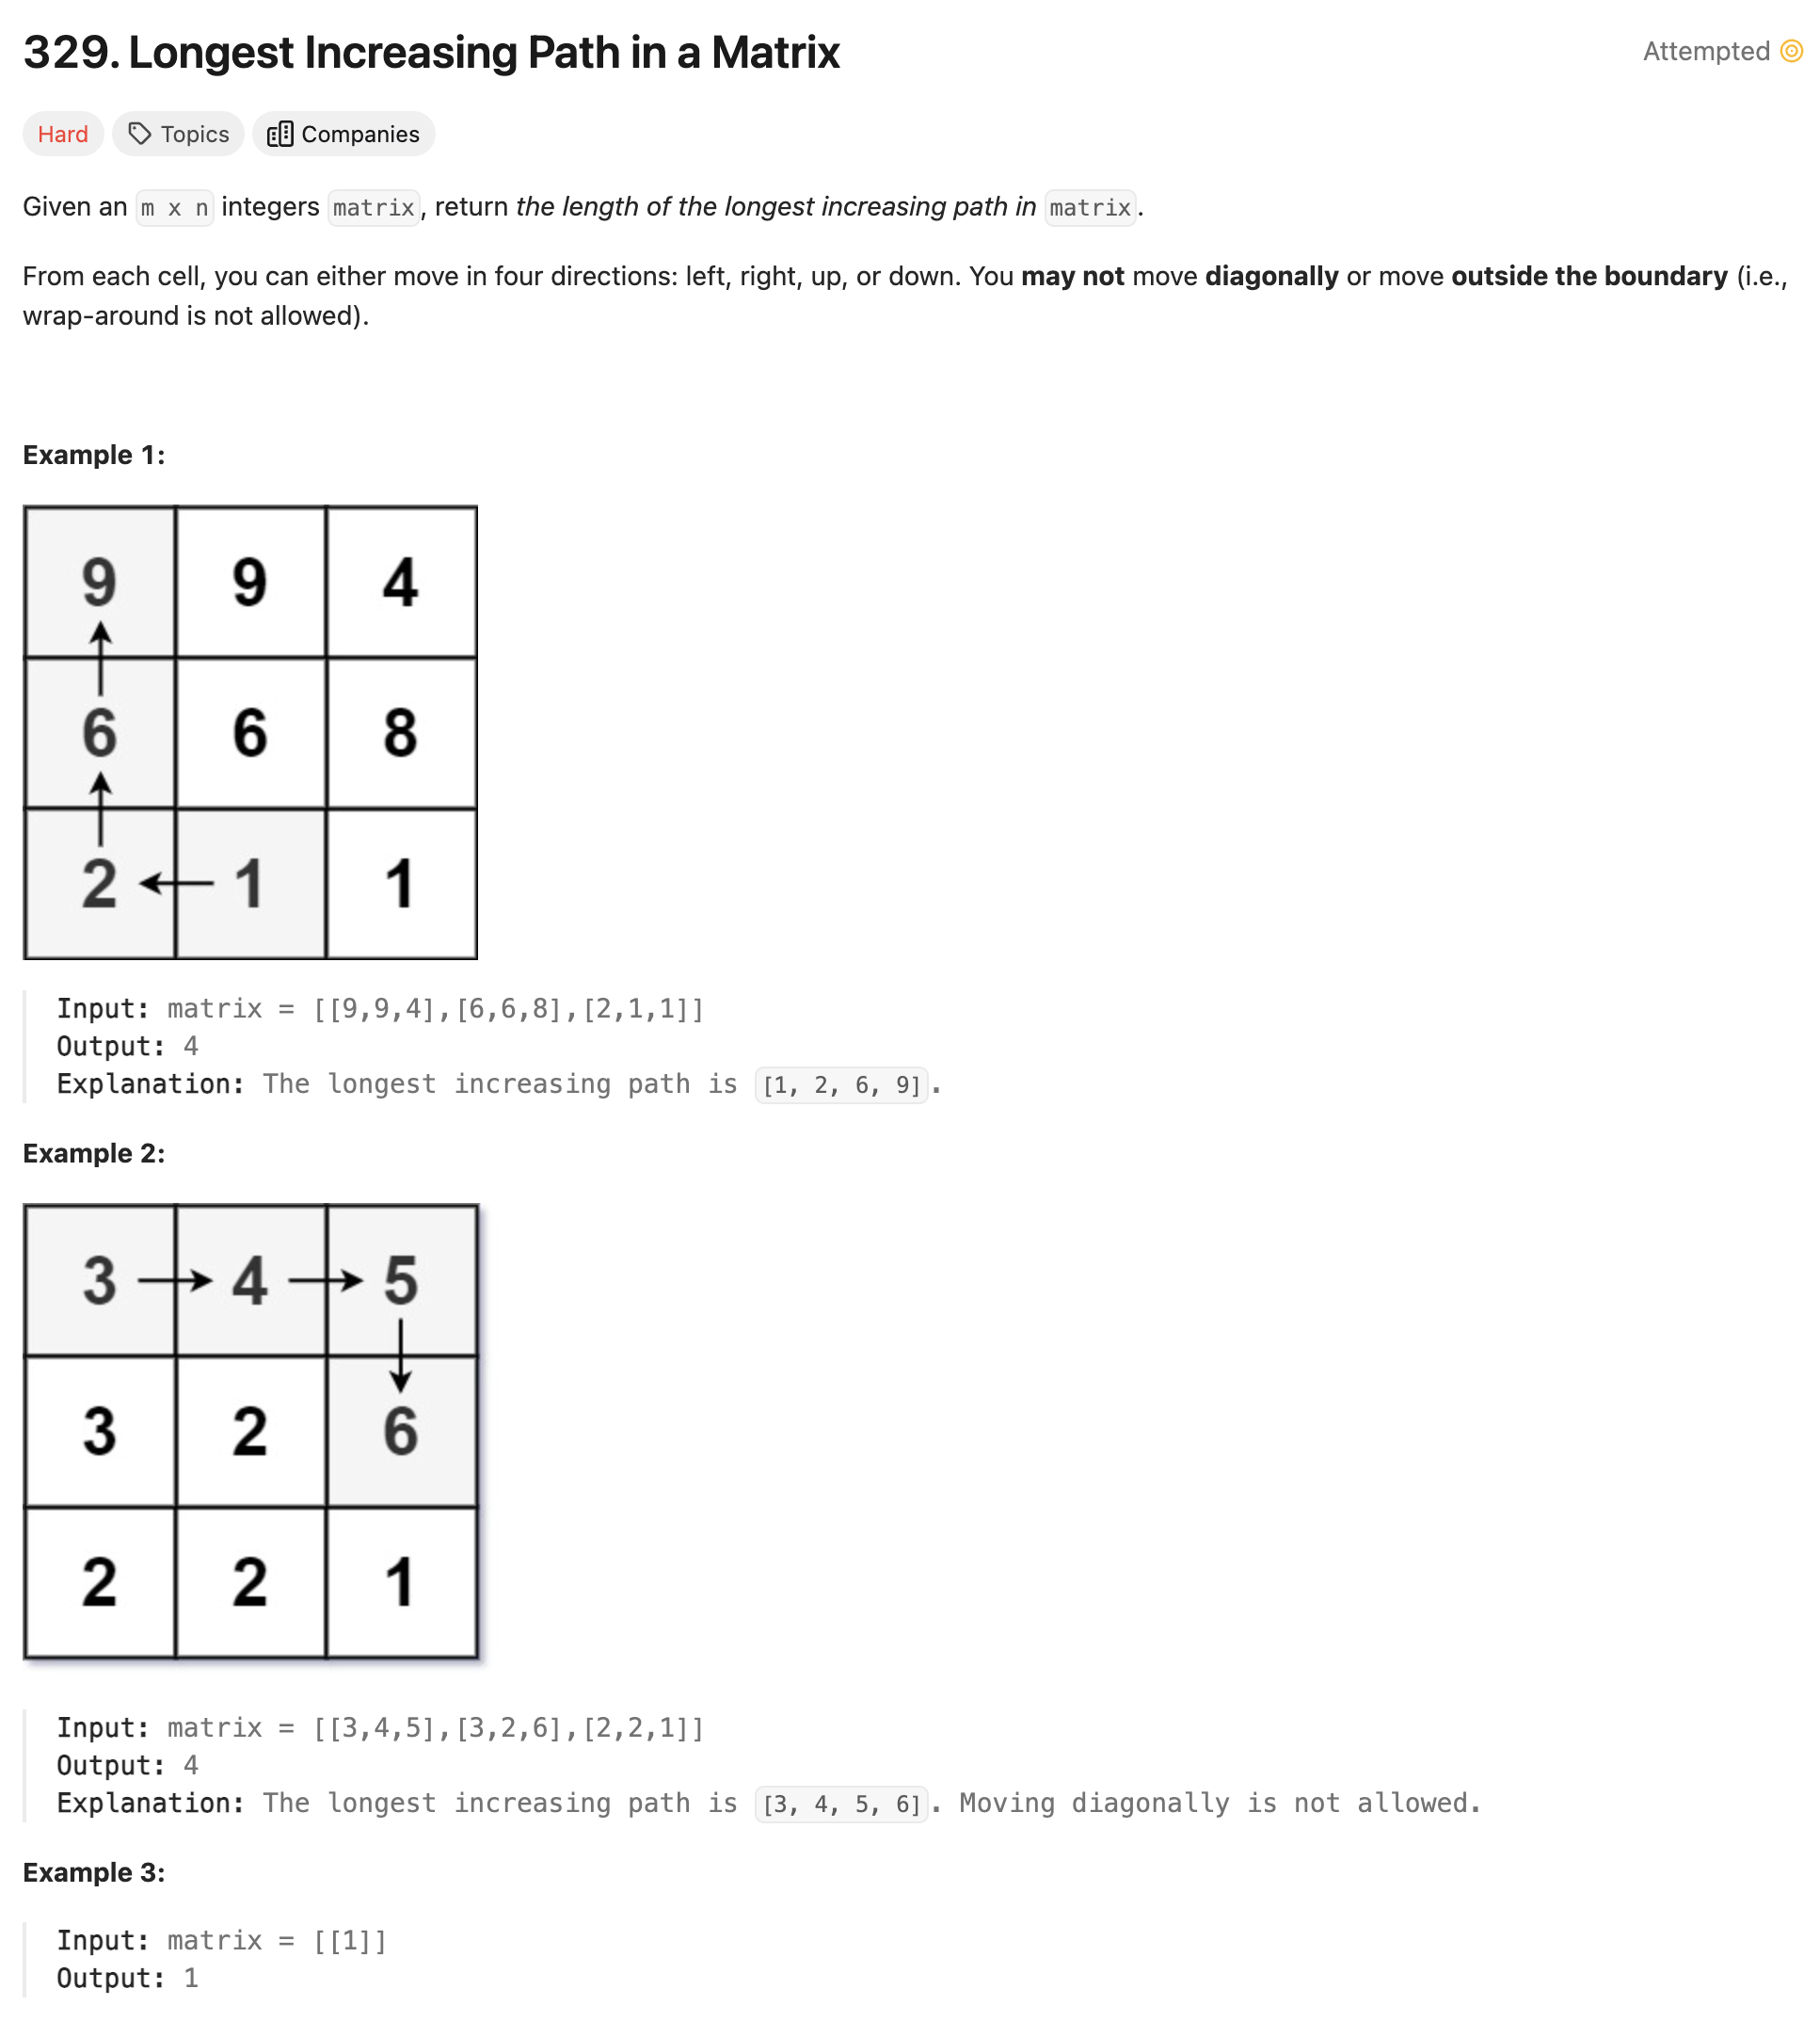 329. Longest Increasing Path in a Matrix
Attempted
Hard
Topics
Companies
Given an m x n integers matrix, return the length of the longest increasing path in matrix.
From each cell, you can either move in four directions: left, right, up, or down. You may not move diagonally or move outside the boundary (i.e.,
wrap-around is not allowed).
Example 1:
9 9 4
6 6 8
2 1 1
Input: matrix = [[9,9,4],[6,6,8],[2,1,1]]
Output: 4
Explanation: The longest increasing path is [1, 2, 6, 9].
Example 2:
3 4 5
3 2 6
2 2 1
Input: matrix = [[3,4,5],[3,2,6],[2,2,1]]
Output: 4
Explanation: The longest increasing path is [3, 4, 5, 6]. Moving diagonally is not allowed.
Example 3:
Input: matrix = [[1]]
Output: 1